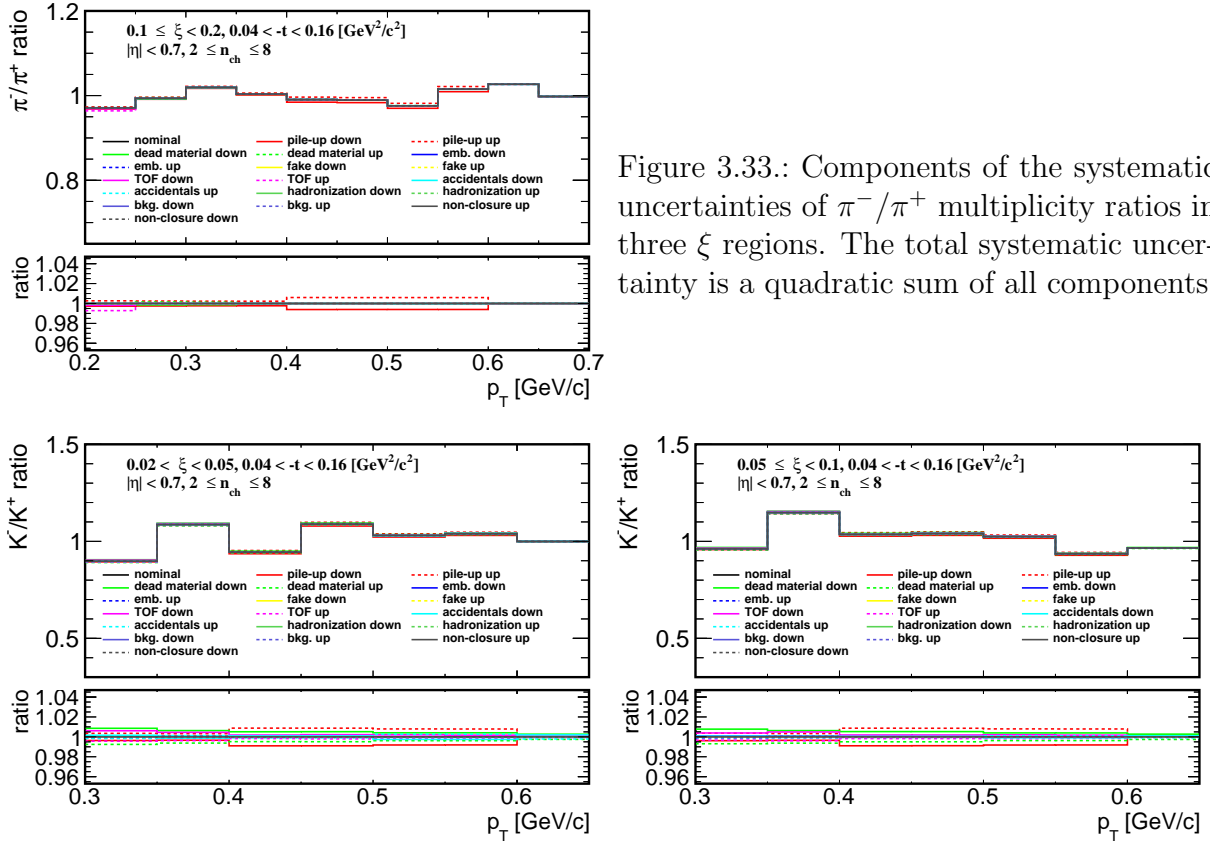 1.2
1
0.8
π⁻/π⁺ ratio
0.1 ≤ ξ < 0.2, 0.04 < -t < 0.16 [GeV²/c²]
|η| < 0.7, 2 ≤ n_ch ≤ 8
nominal pile-up down pile-up up
dead material down dead material up emb. down
emb. up fake down fake up
TOF down TOF up accidentals down
accidentals up hadronization down hadronization up
bkg. down bkg. up non-closure up
non-closure down
ratio
1.04
1.02
1
0.98
0.96
0.2 0.3 0.4 0.5 0.6 0.7
p_T [GeV/c]
Figure 3.33.: Components of the systematic
uncertainties of π⁻/π⁺ multiplicity ratios in
three ξ regions. The total systematic uncer-
tainty is a quadratic sum of all components
1.5
1
0.5
K⁻/K⁺ ratio
0.02 < ξ < 0.05, 0.04 < -t < 0.16 [GeV²/c²]
|η| < 0.7, 2 ≤ n_ch ≤ 8
nominal pile-up down pile-up up
dead material down dead material up emb. down
emb. up fake down fake up
TOF down TOF up accidentals down
accidentals up hadronization down hadronization up
bkg. down bkg. up non-closure up
non-closure down
ratio
1.04
1.02
1
0.98
0.96
0.3 0.4 0.5 0.6
p_T [GeV/c]
1.5
1
0.5
K⁻/K⁺ ratio
0.05 ≤ ξ < 0.1, 0.04 < -t < 0.16 [GeV²/c²]
|η| < 0.7, 2 ≤ n_ch ≤ 8
nominal pile-up down pile-up up
dead material down dead material up emb. down
emb. up fake down fake up
TOF down TOF up accidentals down
accidentals up hadronization down hadronization up
bkg. down bkg. up non-closure up
non-closure down
ratio
1.04
1.02
1
0.98
0.96
0.3 0.4 0.5 0.6
p_T [GeV/c]